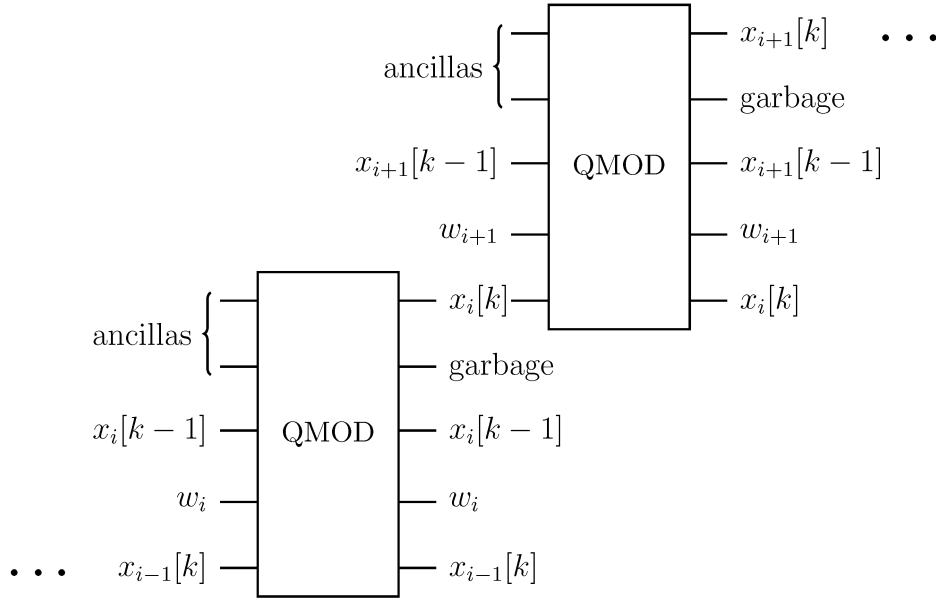 x_{i+1}[k] ...
ancillas
garbage
x_{i+1}[k − 1] QMOD x_{i+1}[k − 1]
w_{i+1} w_{i+1}
x_i[k] x_i[k]
ancillas
garbage
x_i[k − 1] QMOD x_i[k − 1]
w_i w_i
... x_{i−1}[k] x_{i−1}[k]